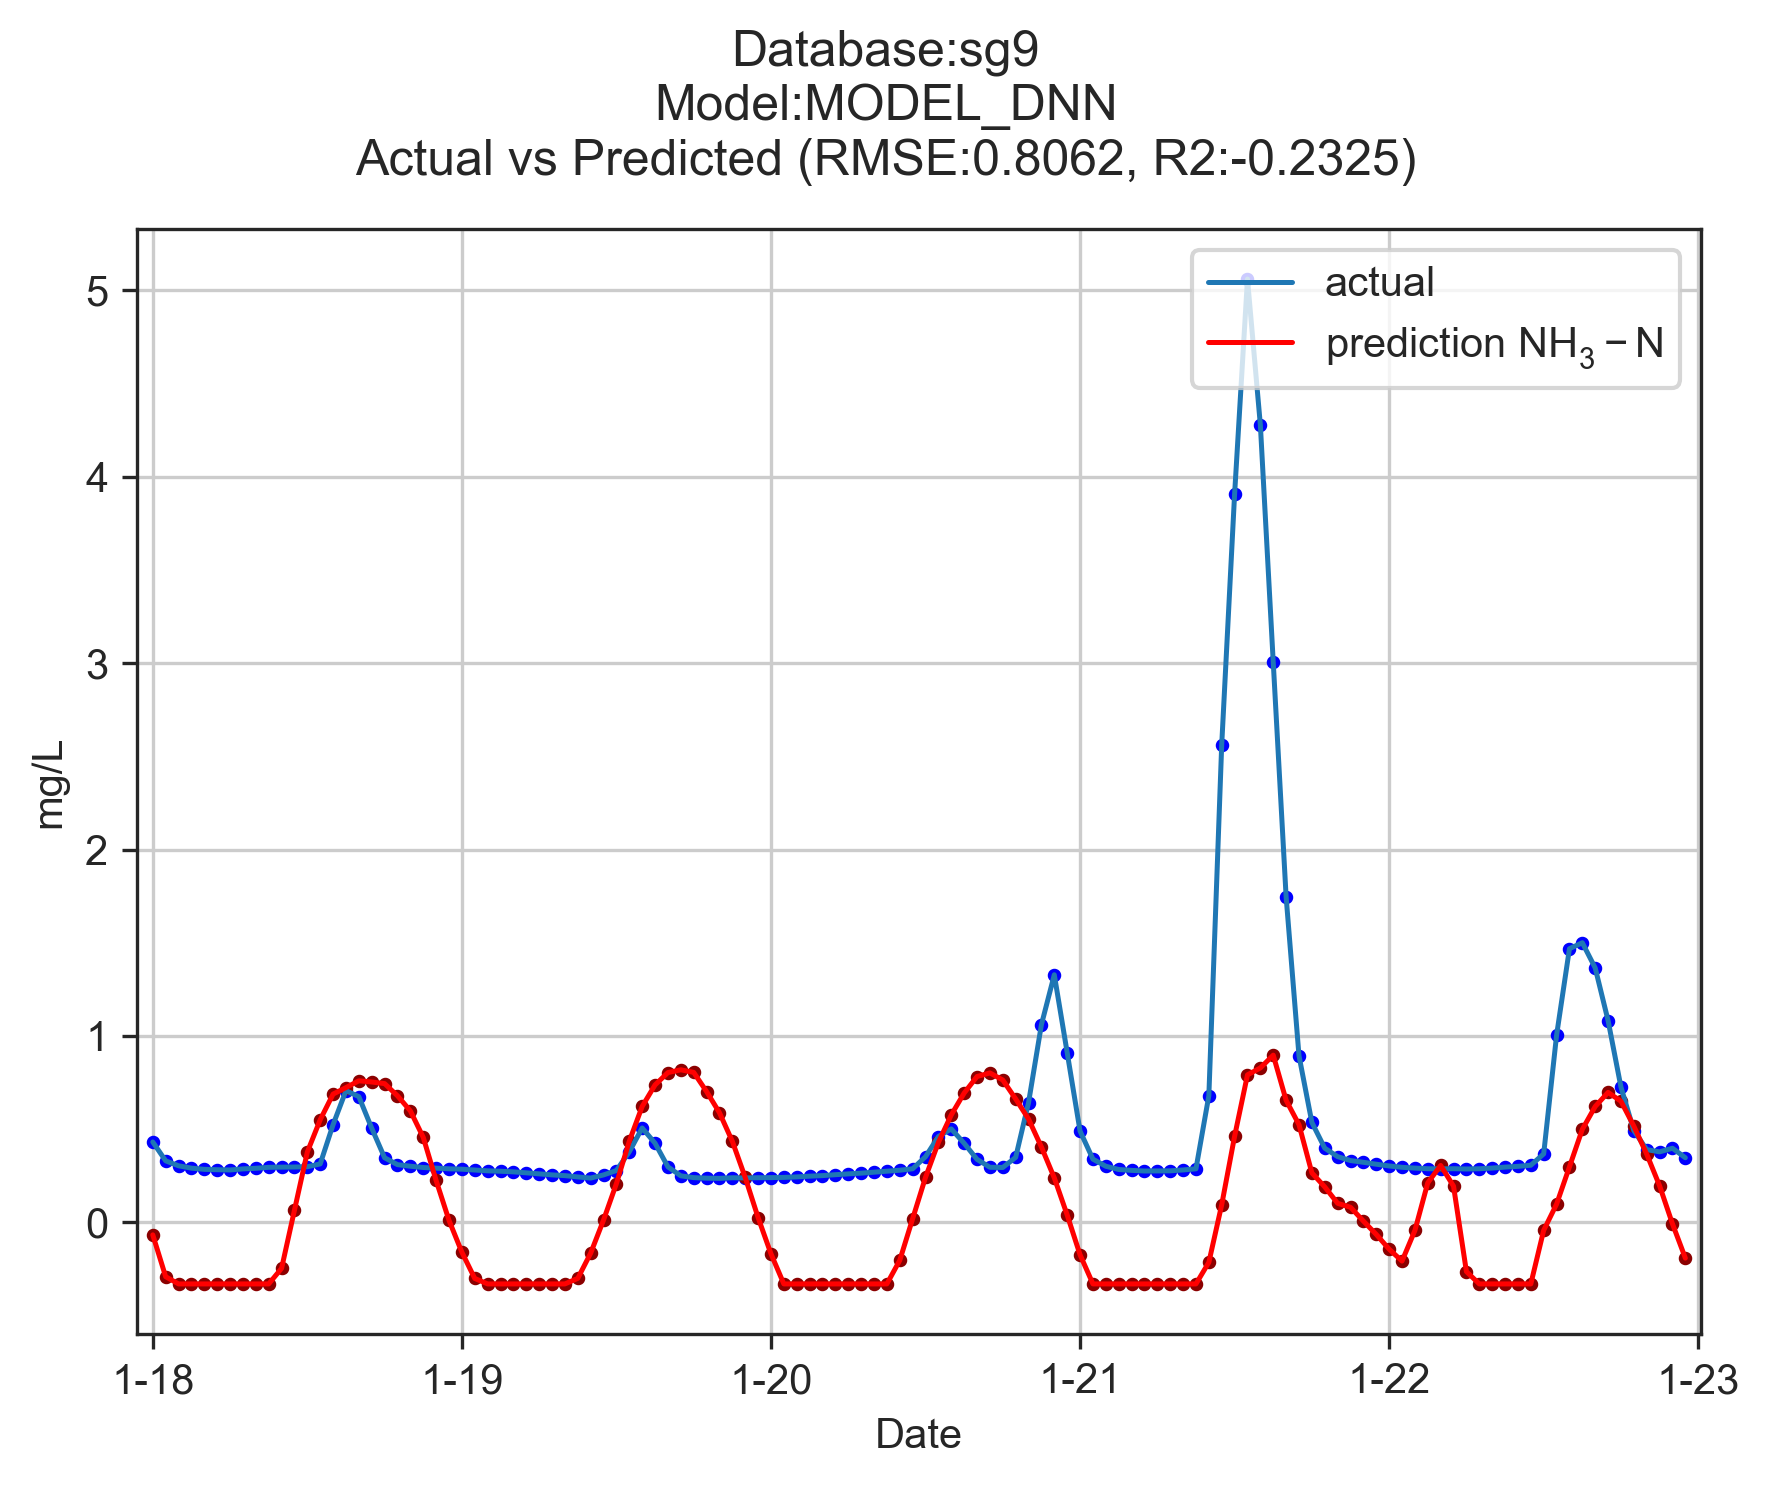 Database:sg9
Model:MODEL_DNN
Actual vs Predicted (RMSE:0.8062, R2:-0.2325)
actual
prediction NH₃−N
5
4
3
2
1
0
mg/L
1-18 1-19 1-20 1-21 1-22 1-23
Date